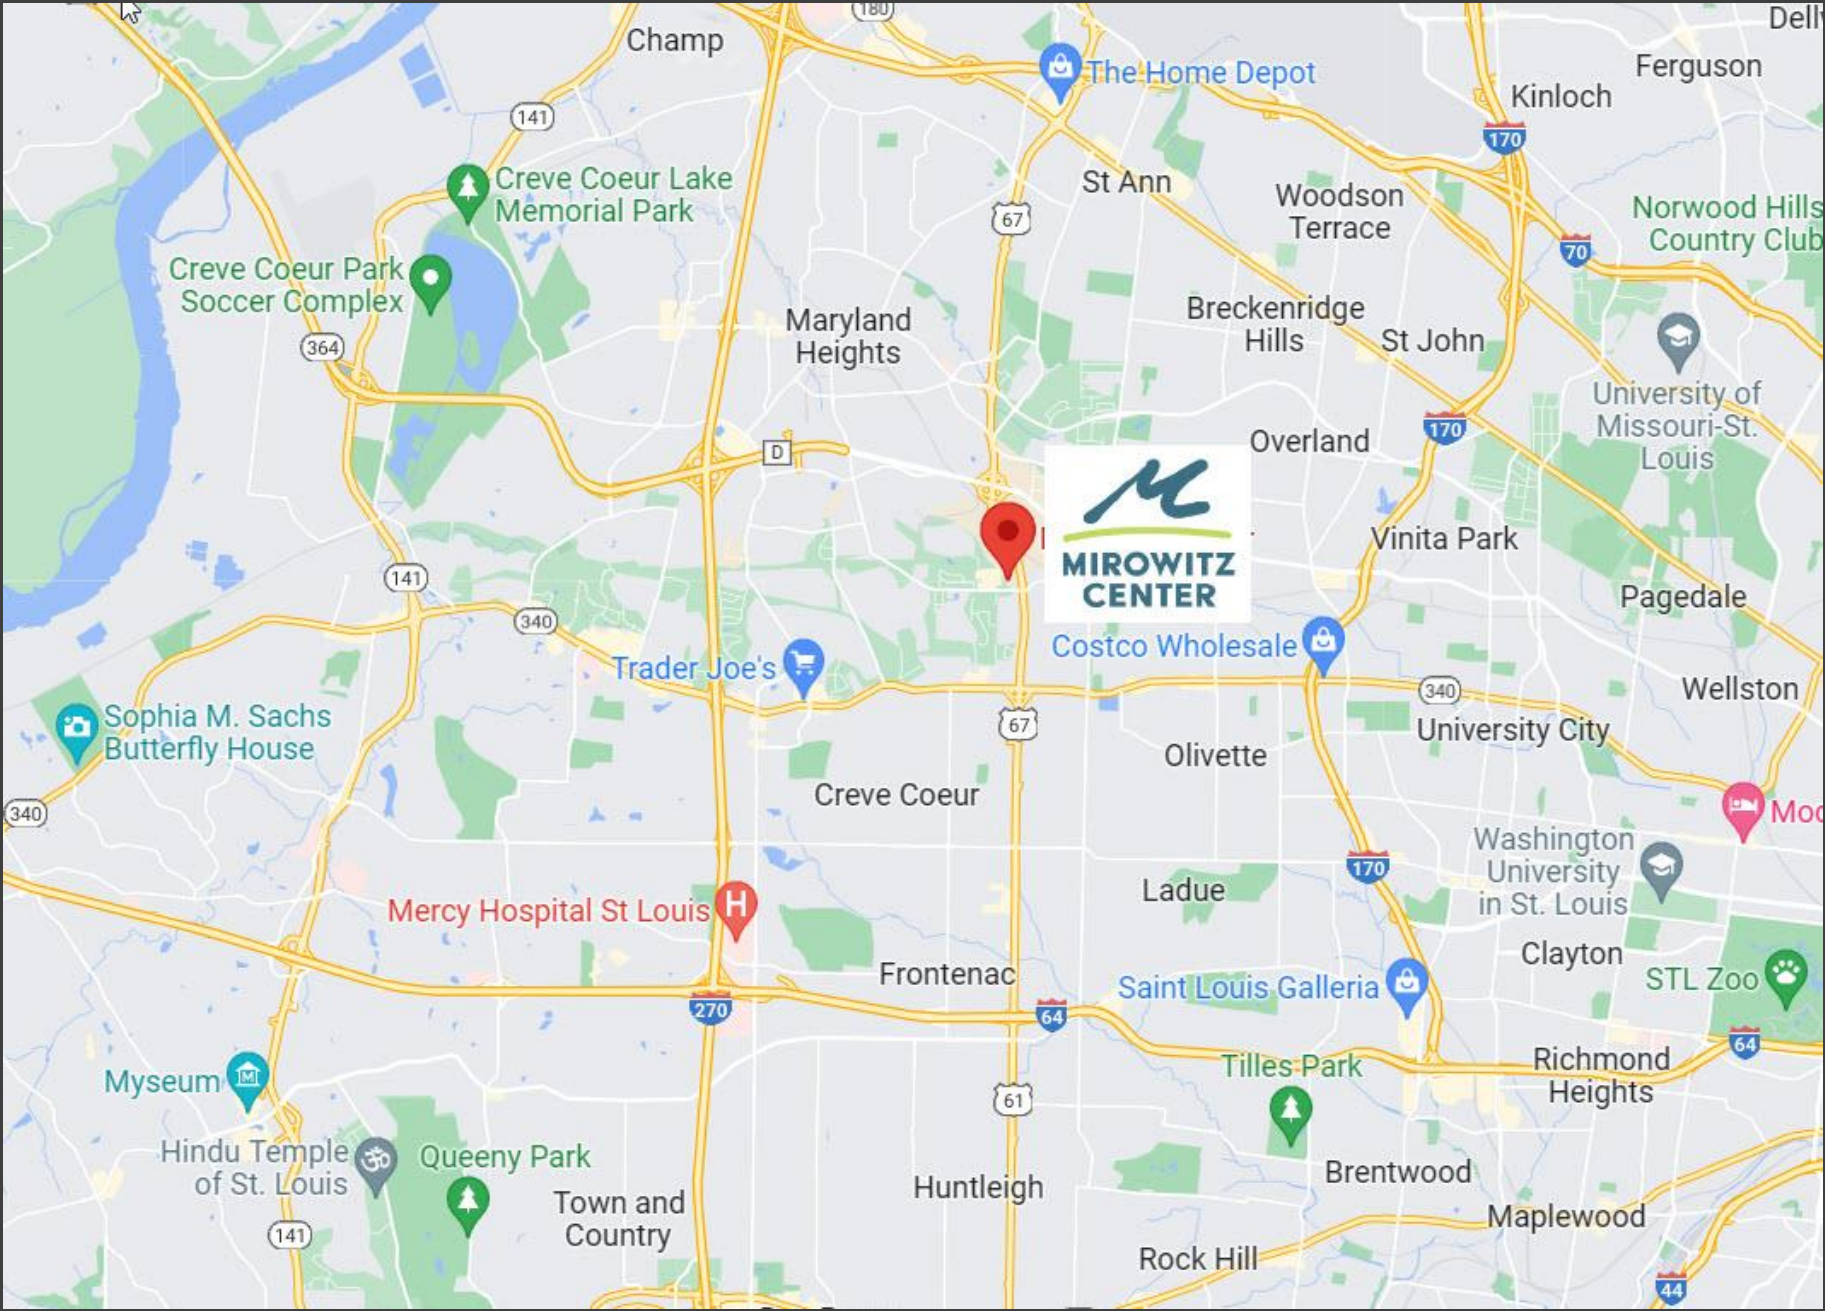 180
Champ
The Home Depot
Ferguson
Kinloch
141
170
Creve Coeur Lake
Memorial Park
St Ann
Woodson
Terrace
67
Norwood Hills
Country Club
70
Creve Coeur Park
Soccer Complex
Maryland
Heights
Breckenridge
Hills
St John
364
University of
Missouri-St.
Louis
170
Overland
D
MIROWITZ
CENTER
Vinita Park
141
Pagedale
340
Costco Wholesale
Trader Joe's
340
Wellston
Sophia M. Sachs
Butterfly House
67
University City
Olivette
Creve Coeur
340
Washington
University
in St. Louis
170
Ladue
Mercy Hospital St Louis
H
Clayton
Frontenac
Saint Louis Galleria
STL Zoo
270
64
64
Tilles Park
Richmond
Heights
Myseum
M
61
Hindu Temple
of St. Louis
Queeny Park
Brentwood
Huntleigh
Town and
Country
Maplewood
141
Rock Hill
44